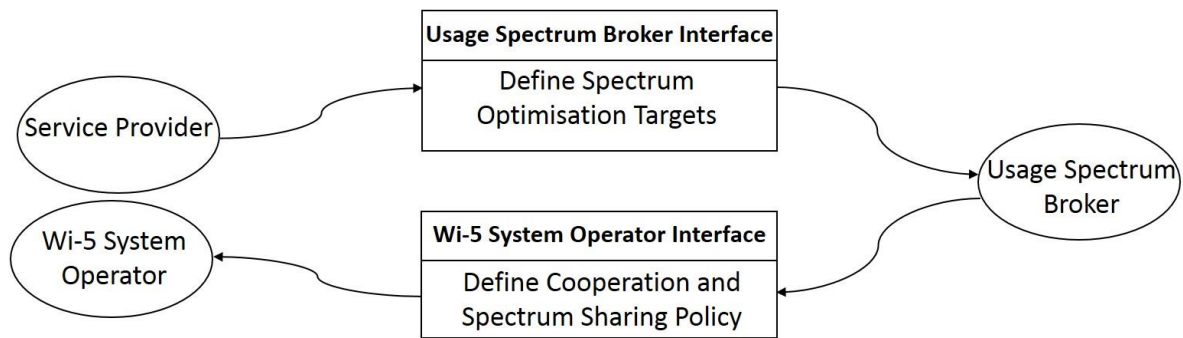 Usage Spectrum Broker Interface
Define Spectrum
Optimisation Targets
Service Provider
Usage Spectrum
Broker
Wi-5 System
Operator
Wi-5 System Operator Interface
Define Cooperation and
Spectrum Sharing Policy